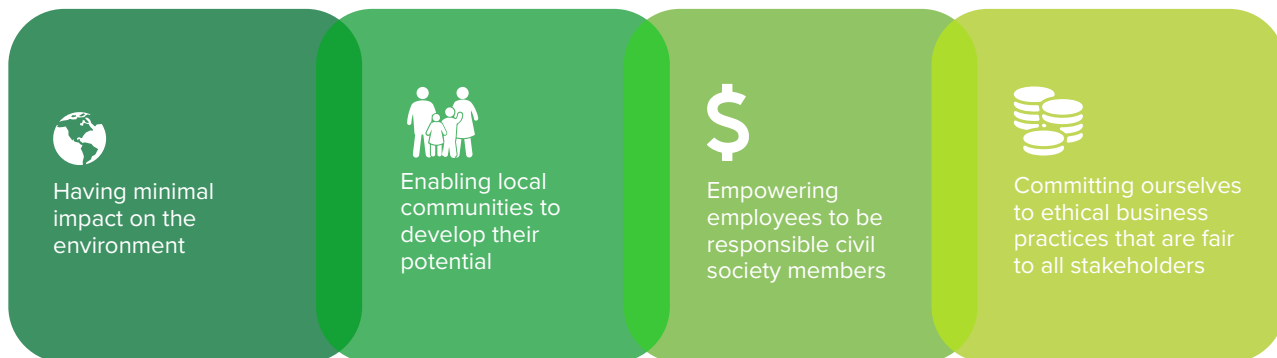 Having minimal
impact on the
environment
Enabling local
communities to
develop their
potential
Empowering
employees to be
responsible civil
society members
Committing ourselves
to ethical business
practices that are fair
to all stakeholders